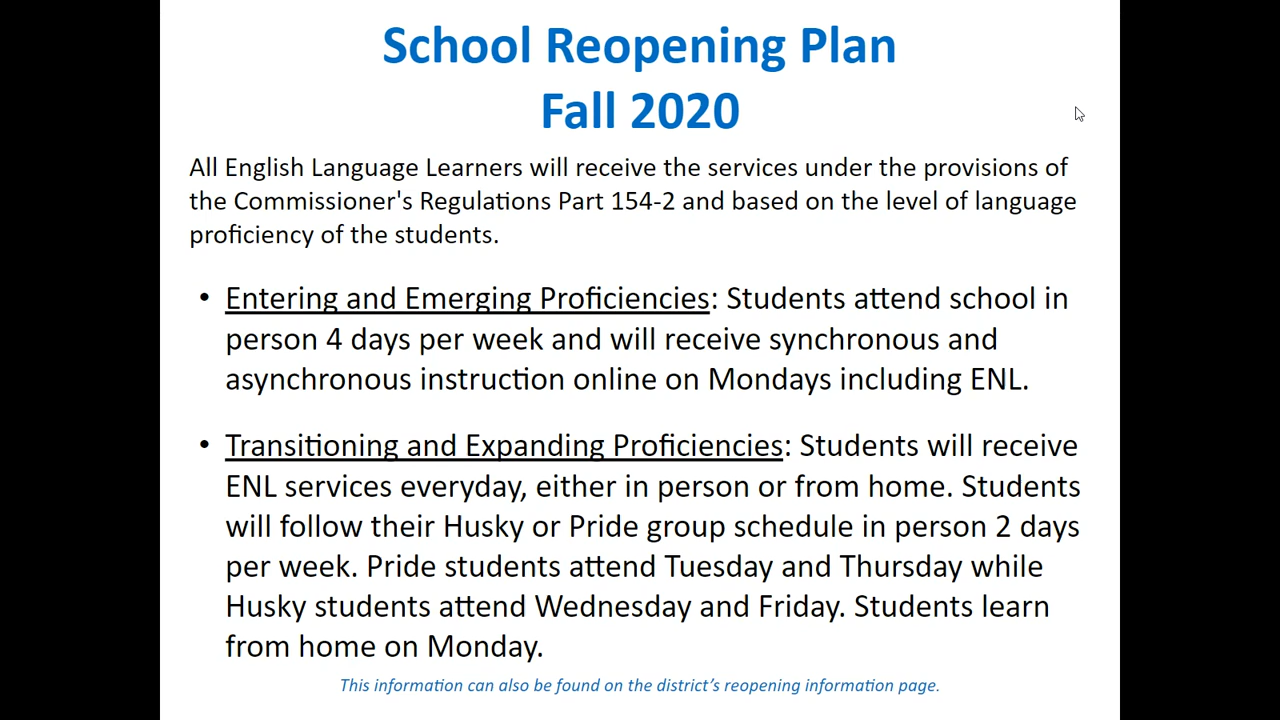 School Reopening Plan
Fall 2020
All English Language Learners will receive the services under the provisions of
the Commissioner's Regulations Part 154-2 and based on the level of language
proficiency of the students.
• Entering and Emerging Proficiencies: Students attend school in
person 4 days per week and will receive synchronous and
asynchronous instruction online on Mondays including ENL.
• Transitioning and Expanding Proficiencies: Students will receive
ENL services everyday, either in person or from home. Students
will follow their Husky or Pride group schedule in person 2 days
per week. Pride students attend Tuesday and Thursday while
Husky students attend Wednesday and Friday. Students learn
from home on Monday.
This information can also be found on the district’s reopening information page.